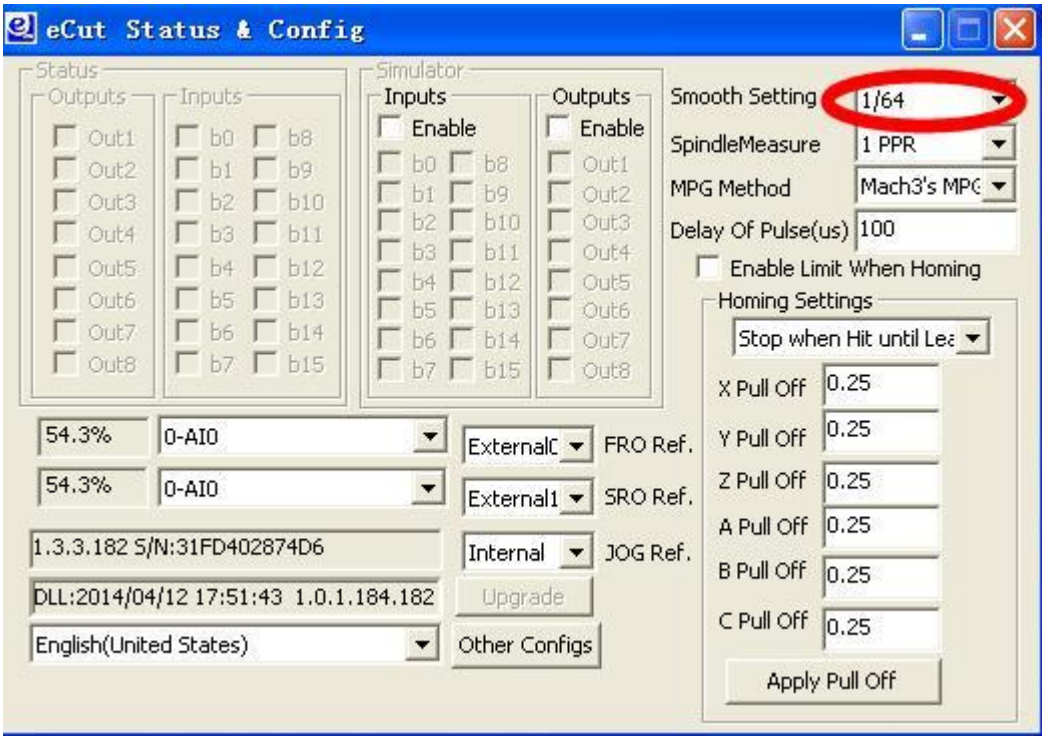 eCut Status & Config
Status
Outputs
Out1
Out2
Out3
Out4
Out5
Out6
Out7
Out8
Inputs
b0 b8
b1 b9
b2 b10
b3 b11
b4 b12
b5 b13
b6 b14
b7 b15
Simulator
Inputs
Enable
b0 b8
b1 b9
b2 b10
b3 b11
b4 b12
b5 b13
b6 b14
b7 b15
Outputs
Enable
Out1
Out2
Out3
Out4
Out5
Out6
Out7
Out8
Smooth Setting 1/64
SpindleMeasure 1 PPR
MPG Method Mach3's MPG
Delay Of Pulse(us) 100
Enable Limit When Homing
Homing Settings
Stop when Hit until Lea
X Pull Off 0.25
Y Pull Off 0.25
Z Pull Off 0.25
A Pull Off 0.25
B Pull Off 0.25
C Pull Off 0.25
Apply Pull Off
54.3% 0-AI0 External0 FRO Ref.
54.3% 0-AI0 External1 SRO Ref.
1.3.3.182 S/N:31FD402874D6 Internal JOG Ref.
DLL:2014/04/12 17:51:43 1.0.1.184.182 Upgrade
English(United States) Other Configs